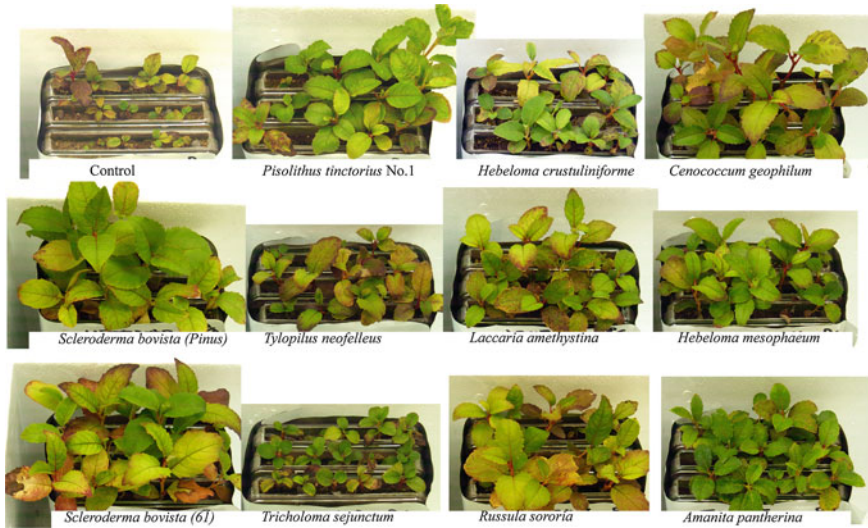 Control
Pisolithus tinctorius No.1
Hebeloma crustuliniforme
Cenococcum geophilum
Scleroderma bovista (Pinus)
Tylopilus neofelleus
Laccaria amethystina
Hebeloma mesophaeum
Scleroderma bovista (61)
Tricholoma sejunctum
Russula sororia
Amanita pantherina